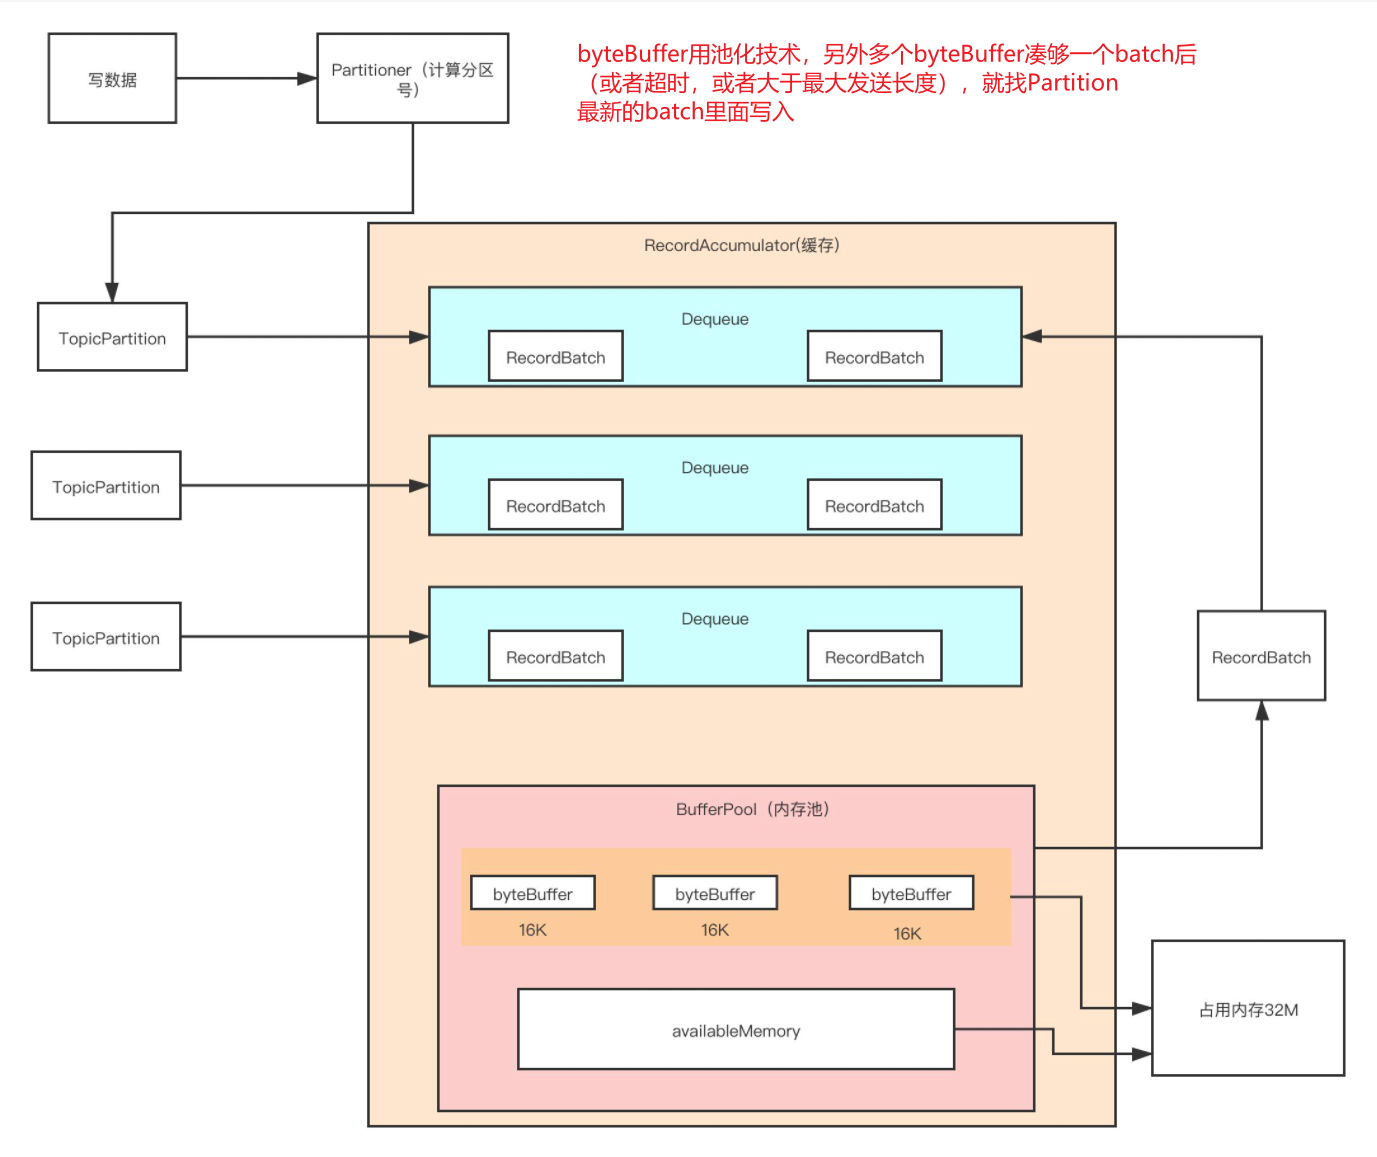 byteBuffer用池化技术，另外多个byteBuffer凑够一个batch后
（或者超时，或者大于最大发送长度），就找Partition
最新的batch里面写入
写数据
Partitioner（计算分区
号）
RecordAccumulator(缓存)
TopicPartition
Dequeue
RecordBatch
RecordBatch
TopicPartition
Dequeue
RecordBatch
RecordBatch
TopicPartition
Dequeue
RecordBatch
RecordBatch
RecordBatch
BufferPool（内存池）
byteBuffer
byteBuffer
byteBuffer
16K
16K
16K
availableMemory
占用内存32M